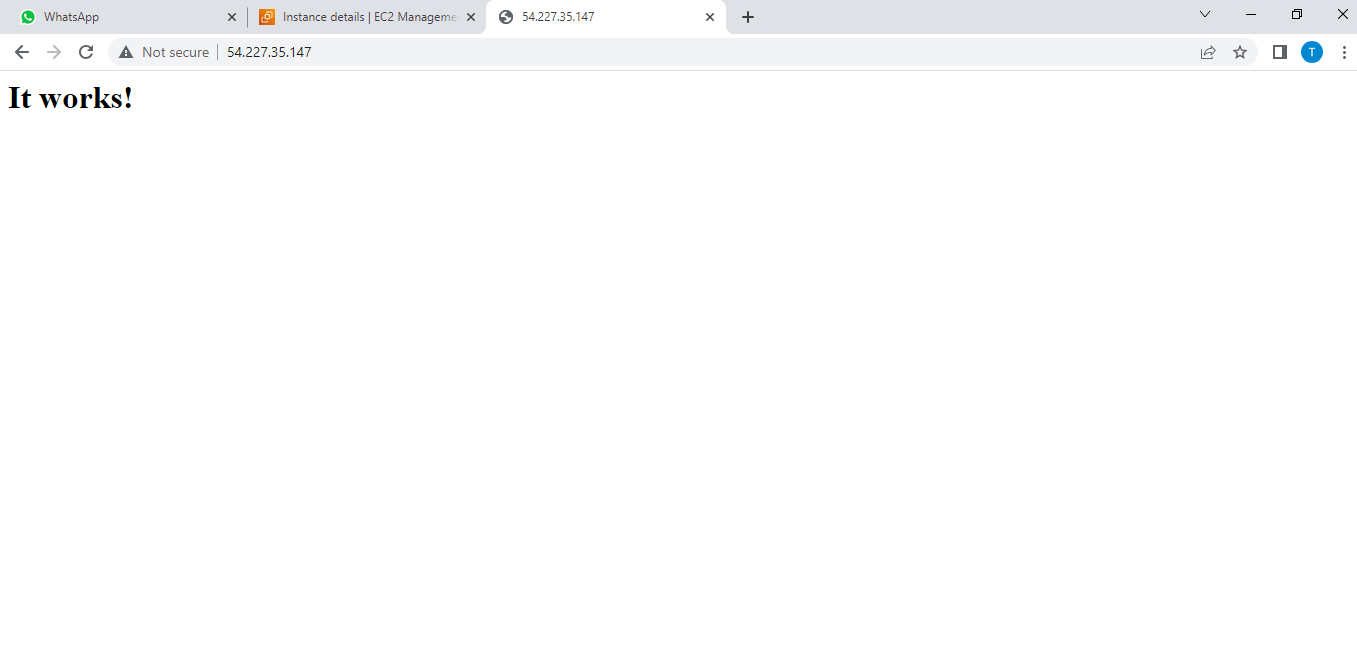 WhatsApp
Instance details | EC2 Manageme
54.227.35.147
Not secure
54.227.35.147
T
It works!